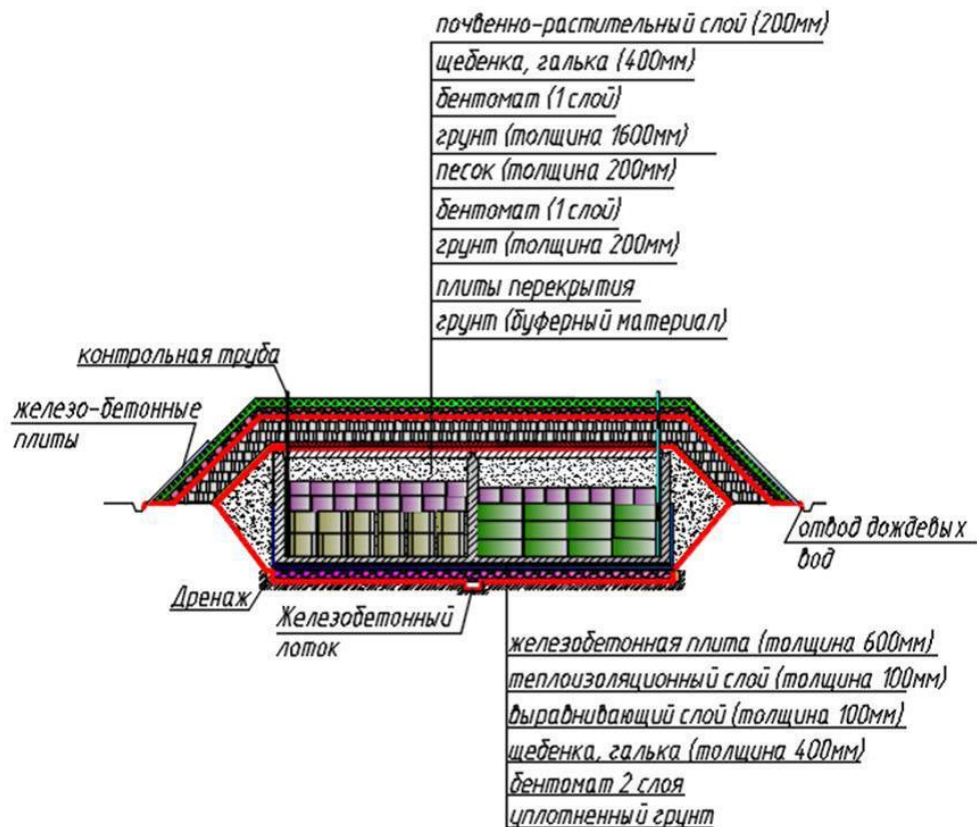 почвенно-растительный слой (200мм)
щебенка, галька (400мм)
бентомат (1 слой)
грунт (толщина 1600мм)
песок (толщина 200мм)
бентомат (1 слой)
грунт (толщина 200мм)
плиты перекрытия
грунт (буферный материал)
контрольная труба
железо-бетонные
плиты
отвод дождевых
вод
Дренаж
Железобетонный
лоток
железобетонная плита (толщина 600мм)
теплоизоляционный слой (толщина 100мм)
выравнивающий слой (толщина 100мм)
щебенка, галька (толщина 400мм)
бентомат 2 слоя
уплотненный грунт